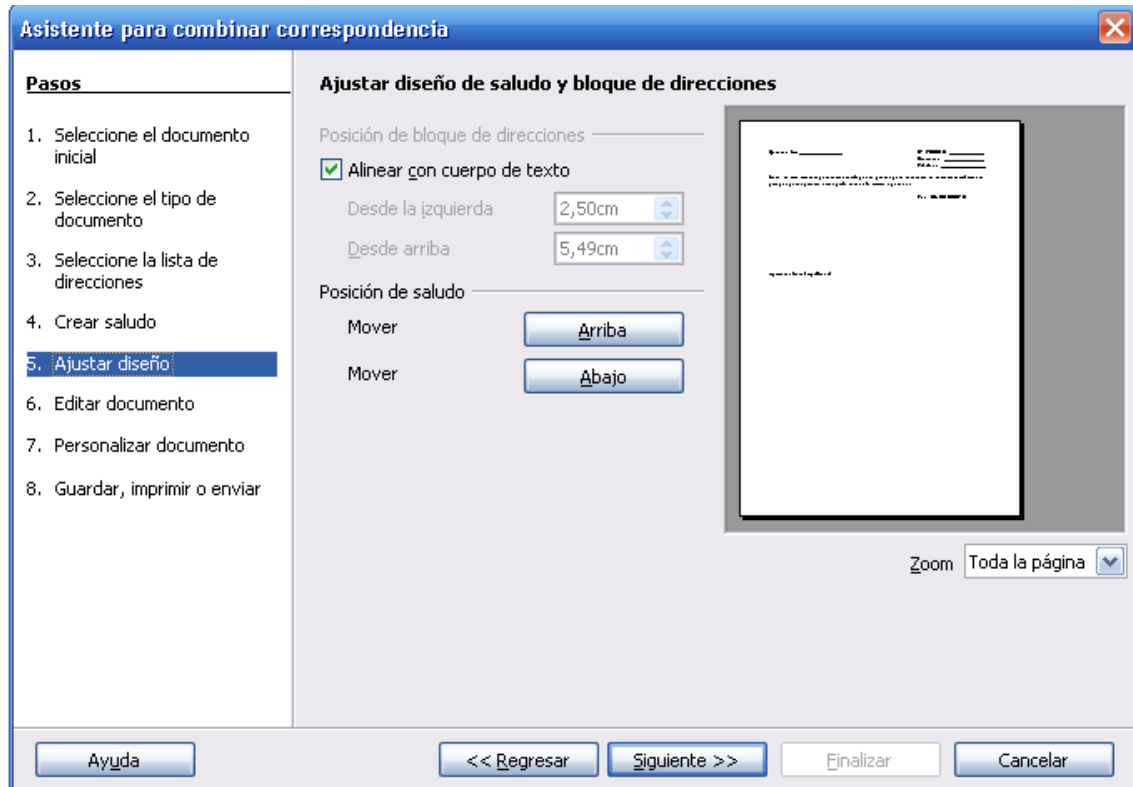 Asistente para combinar correspondencia
Pasos
1. Seleccione el documento
inicial
2. Seleccione el tipo de
documento
3. Seleccione la lista de
direcciones
4. Crear saludo
5. Ajustar diseño
6. Editar documento
7. Personalizar documento
8. Guardar, imprimir o enviar
Ajustar diseño de saludo y bloque de direcciones
Posición de bloque de direcciones
Alinear con cuerpo de texto
Desde la izquierda 2,50cm
Desde arriba 5,49cm
Posición de saludo
Mover Arriba
Mover Abajo
Zoom Toda la página
Ayuda << Regresar Siguiente >> Finalizar Cancelar